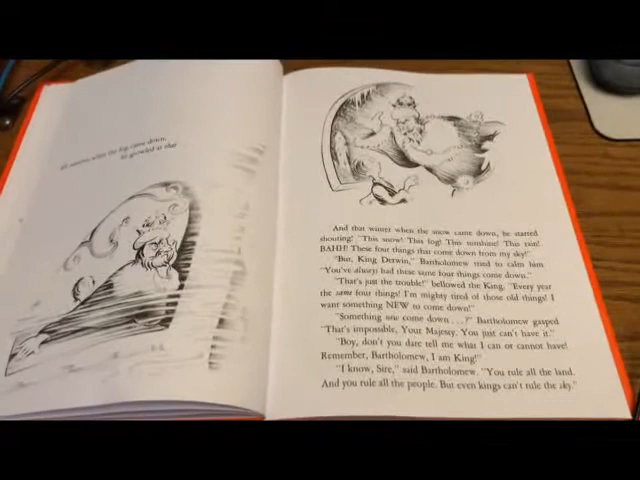 autumn when the fog came down,
he growled at that
And that winter when the snow came down, he started
shouting! "This snow! This fog! This sunshine! This rain!
BAHH! These four things that come down from my sky!"
"But, King Derwin," Bartholomew tried to calm him.
"You've always had these same four things come down."
"That's just the trouble!" bellowed the King. "Every year
the same four things! I'm mighty tired of those old things! I
want something NEW to come down!"
"Something new come down . . .?" Bartholomew gasped.
"That's impossible, Your Majesty. You just can't have it."
"Boy, don't you dare tell me what I can or cannot have!
Remember, Bartholomew, I am King!"
"I know, Sire," said Bartholomew. "You rule all the land.
And you rule all the people. But even kings can't rule the sky."